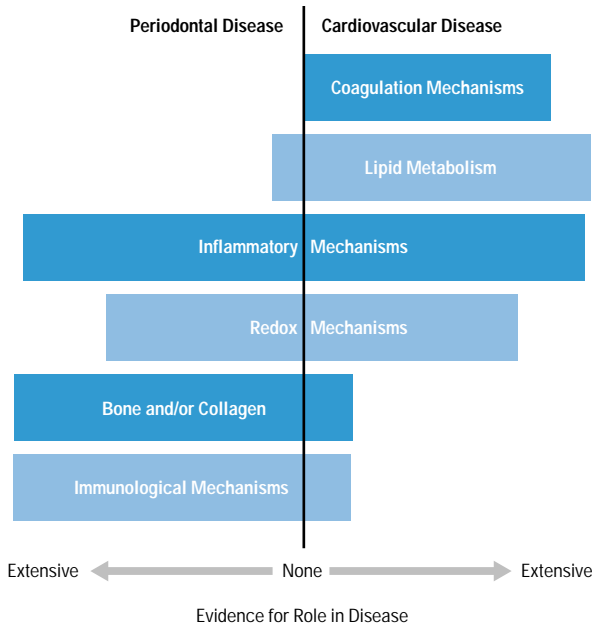 Periodontal Disease Cardiovascular Disease
Coagulation Mechanisms
Lipid Metabolism
Inflammatory Mechanisms
Redox Mechanisms
Bone and/or Collagen
Immunological Mechanisms
Extensive None Extensive
Evidence for Role in Disease